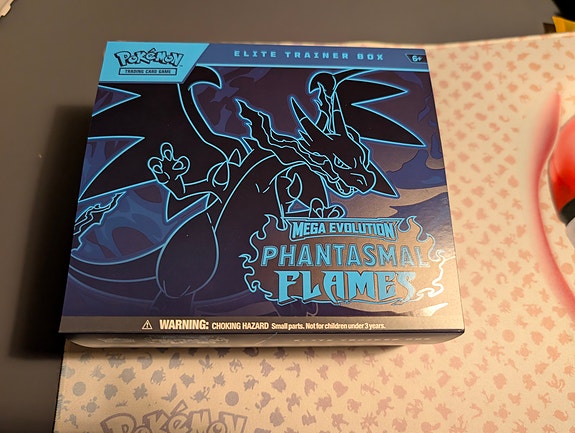 POKÉMON
TRADING CARD GAME
ELITE TRAINER BOX
6+
MEGA EVOLUTION
PHANTASMAL
FLAMES
WARNING: CHOKING HAZARD Small parts. Not for children under 3 years.
POKÉMON